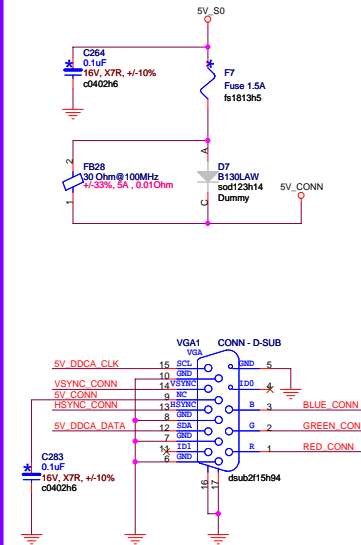 5V_S0
C264
0.1uF
16V, X7R, +/-10%
c0402h6
F7
Fuse 1.5A
fs1813h5
2
FB28
30 Ohm@100MHz
+/-33%, 5A , 0.01Ohm
1
A
D7
B130LAW
sod123h14
Dummy
C
5V_CONN
VGA1
CONN - D-SUB
VGA
5V_DDCA_CLK 15 SCL GND 5
10 GND
VSYNC_CONN 14 VSYNC ID0 4
5V_CONN 9 NC
HSYNC_CONN 13 HSYNC B 3 BLUE_CONN
8 GND
5V_DDCA_DATA 12 SDA G 2 GREEN_CON
7 GND
11 ID1 R 1 RED_CONN
6 GND
C283
0.1uF
16V, X7R, +/-10%
c0402h6
dsub2f15h94
16
17